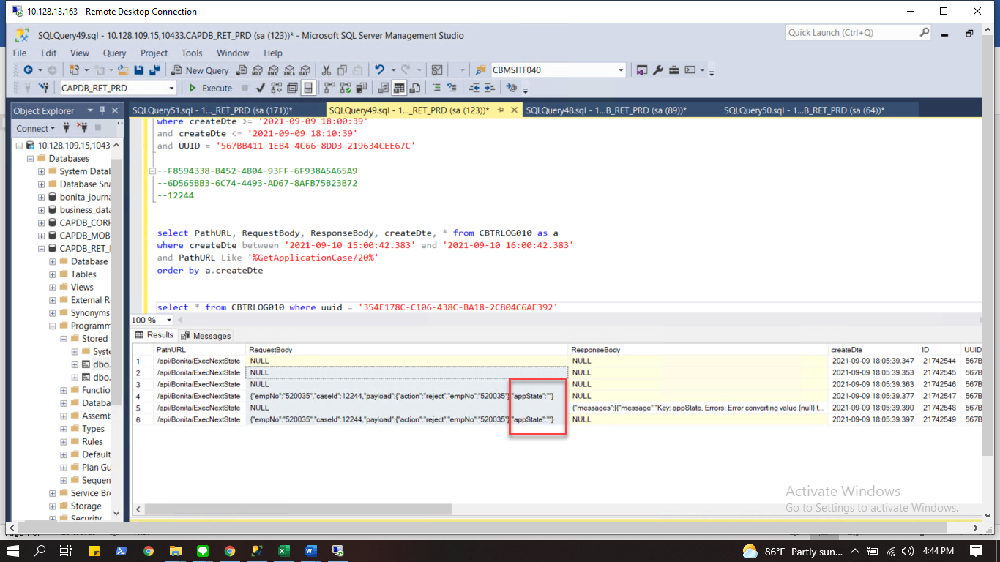 10.128.13.163 - Remote Desktop Connection
SQLQuery49.sql - 10.128.109.15,10433.CAPDB_RET_PRD (sa (123))* - Microsoft SQL Server Management Studio
Quick Launch (Ctrl+Q)
File Edit View Query Project Tools Window Help
New Query
CBMSITF040
CAPDB_RET_PRD
Execute
Object Explorer
SQLQuery51.sql - 1..._RET_PRD (sa (171))*
SQLQuery49.sql - 1..._RET_PRD (sa (123))*
SQLQuery48.sql - 1...B_RET_PRD (sa (89))*
SQLQuery50.sql - 1...B_RET_PRD (sa (64))*
Connect
10.128.109.15,1043
Databases
System Datab
Database Sna
bonita_journa
business_data
CAPDB_CORP
CAPDB_MOB
CAPDB_RET_
Database
Tables
Views
External R
Synonyms
Programm
Stored
Syste
dbo.
dbo.
Functio
Databa
Assemb
Types
Rules
Default
Plan Gu
Sequen
Service Br
Storage
Security
where createDte >= '2021-09-09 18:00:39'
and createDte <= '2021-09-09 18:10:39'
and UUID = '567BB411-1EB4-4C66-8DD3-219634CEE67C'
--F8594338-B452-4B04-93FF-6F938A5A65A9
--6D565BB3-6C74-4493-AD67-8AFB75B23B72
--12244
select PathURL, RequestBody, ResponseBody, createDte, * from CBTRLOG010 as a
where createDte between '2021-09-10 15:00:42.383' and '2021-09-10 16:00:42.383'
and PathURL Like '%GetApplicationCase/20%'
order by a.createDte
select * from CBTRLOG010 where uuid = '354E178C-C106-438C-BA18-2C804C6AE392'
100 %
Results Messages
PathURL RequestBody ResponseBody createDte ID UUID
1 /api/Bonita/ExecNextState NULL NULL 2021-09-09 18:05:39.347 21742544 567B
2 /api/Bonita/ExecNextState NULL NULL 2021-09-09 18:05:39.353 21742545 567B
3 /api/Bonita/ExecNextState NULL NULL 2021-09-09 18:05:39.363 21742546 567B
4 /api/Bonita/ExecNextState {"empNo":"520035","caseId":12244,"payload":{"action":"reject","empNo":"520035"},"appState":""} NULL 2021-09-09 18:05:39.377 21742547 567B
5 /api/Bonita/ExecNextState NULL {"messages":[{"message":"Key: appState, Errors: Error converting value {null} t... 2021-09-09 18:05:39.390 21742548 567B
6 /api/Bonita/ExecNextState {"empNo":"520035","caseId":12244,"payload":{"action":"reject","empNo":"520035"},"appState":""} NULL 2021-09-09 18:05:39.397 21742549 567B
Activate Windows
Go to Settings to activate Windows.
86°F Partly sun... 4:44 PM